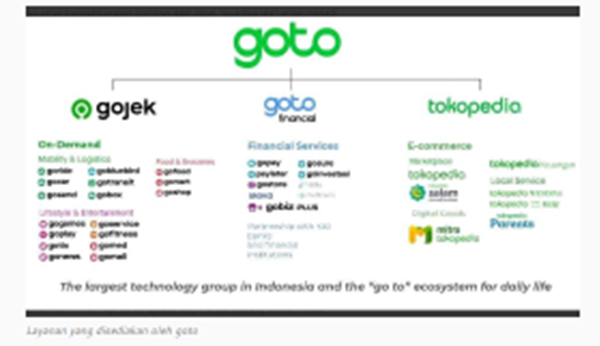 goto
gojek
goto
financial
tokopedia
On-Demand
Mobility & Logistics
goride
gocar
gosend
gobluebird
gotransit
gobox
Food & Groceries
gofood
gomart
goshop
Lifestyle & Entertainment
gogames
goplay
gotix
gonews
goservice
gofitness
gomed
gomall
Financial Services
gopay
paylater
gosure
goinvestasi
gobiz PLUS
Partnership with
and financial
institutions
E-commerce
Marketplace
tokopedia
salam
Digital Goods
mitra
tokopedia
tokopedia
Local Service
tokopedia
tokopedia
tokopedia
Parents
The largest technology group in Indonesia and the "go to" ecosystem for daily life
Layanan yang disediakan oleh goto